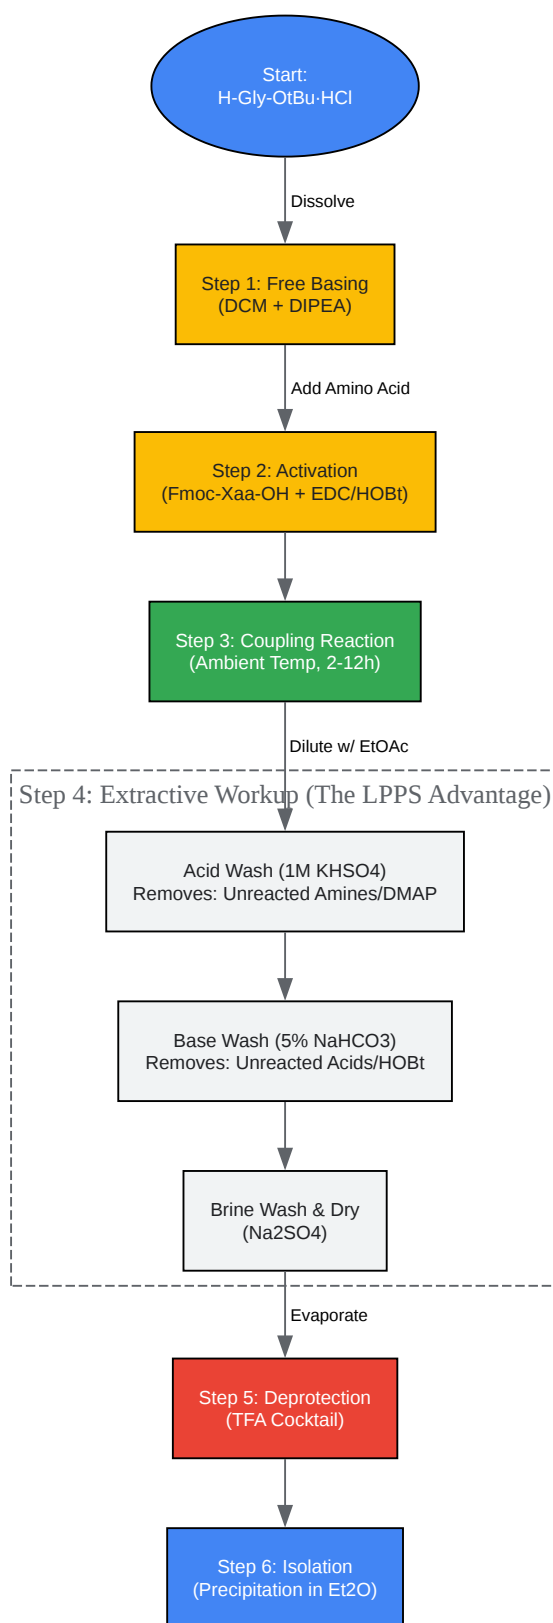 Start:
H-Gly-OtBu·HCl
Dissolve
Step 1: Free Basing
(DCM + DIPEA)
Add Amino Acid
Step 2: Activation
(Fmoc-Xaa-OH + EDC/HOBt)
Step 3: Coupling Reaction
(Ambient Temp, 2-12h)
Dilute w/ EtOAc
Step 4: Extractive Workup (The LPPS Advantage)
Acid Wash (1M KHSO4)
Removes: Unreacted Amines/DMAP
Base Wash (5% NaHCO3)
Removes: Unreacted Acids/HOBt
Brine Wash & Dry
(Na2SO4)
Evaporate
Step 5: Deprotection
(TFA Cocktail)
Step 6: Isolation
(Precipitation in Et2O)